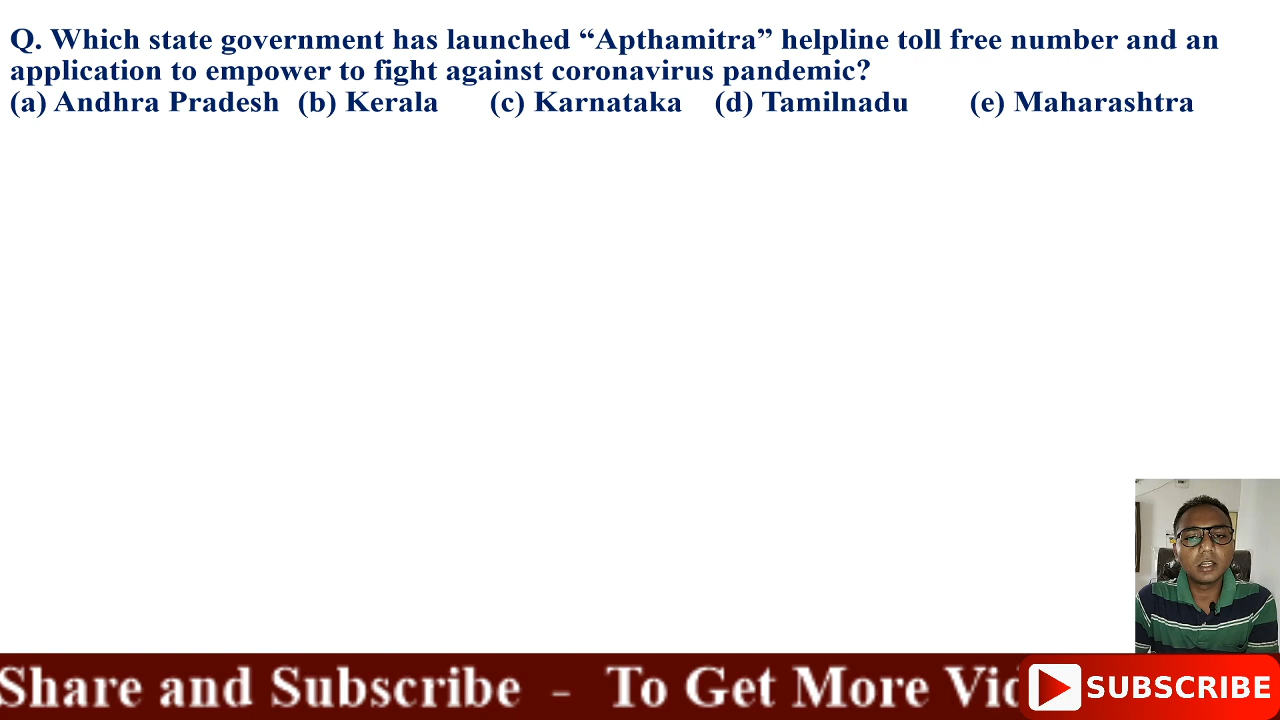 Q. Which state government has launched “Apthamitra” helpline toll free number and an
application to empower to fight against coronavirus pandemic?
(a) Andhra Pradesh (b) Kerala (c) Karnataka (d) Tamilnadu (e) Maharashtra
Share and Subscribe - To Get More Vid
SUBSCRIBE